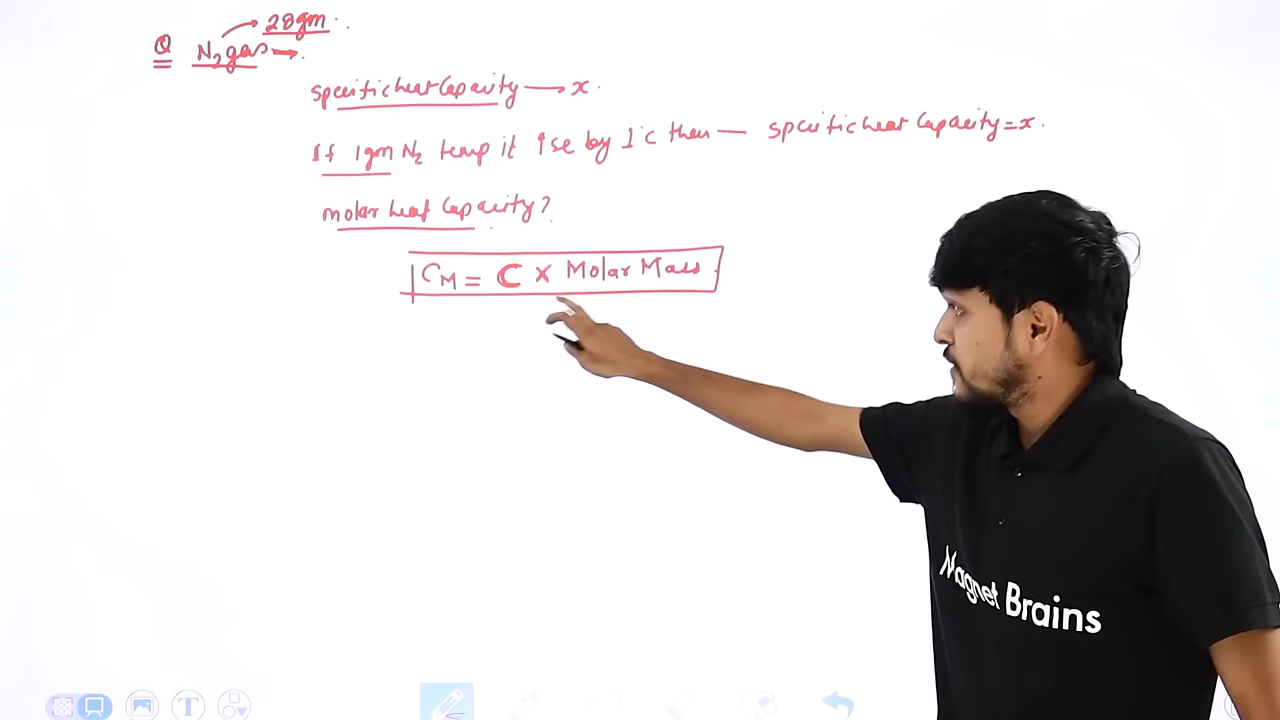 28gm.
Q N2 gas →.
specific heat Capacity → x.
If 1gm N2 temp it ↑se by 1°c then — specific heat Capacity = x.
molar heat Capacity?
CM = C × Molar Mass.
Magnet Brains
T